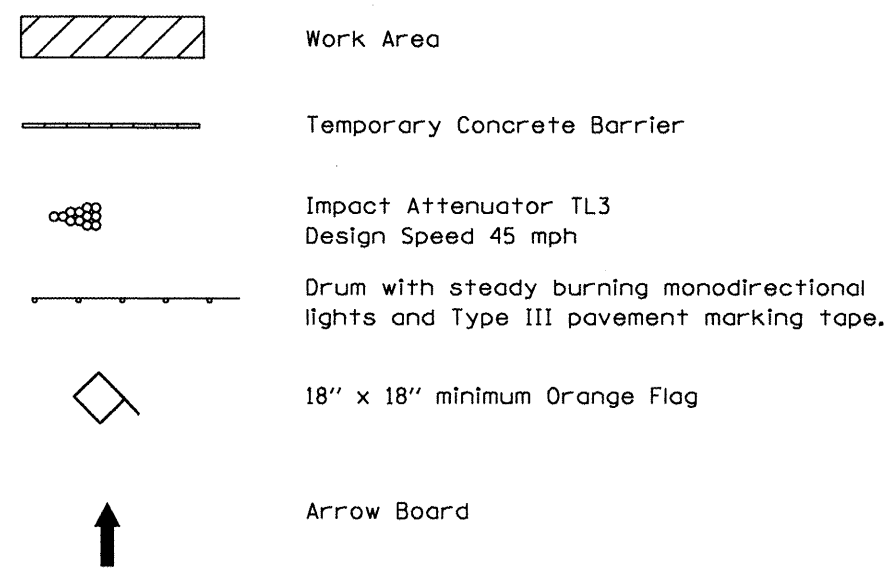 Work Area
Temporary Concrete Barrier
Impact Attenuator TL3
Design Speed 45 mph
Drum with steady burning monodirectional
lights and Type III pavement marking tape.
18" x 18" minimum Orange Flag
Arrow Board